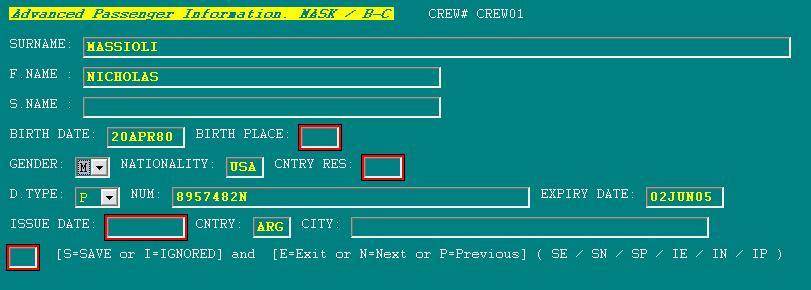 Advanced Passenger Information. MASK / B-C CREW# CREW01
SURNAME: MASSIOLI
F.NAME : NICHOLAS
S.NAME :
BIRTH DATE: 20APR80 BIRTH PLACE:
GENDER: M NATIONALITY: USA CNTRY RES:
D.TYPE: P NUM: 8957482N EXPIRY DATE: 02JUN05
ISSUE DATE: CNTRY: ARG CITY:
[S=SAVE or I=IGNORED] and [E=Exit or N=Next or P=Previous] ( SE / SN / SP / IE / IN / IP )